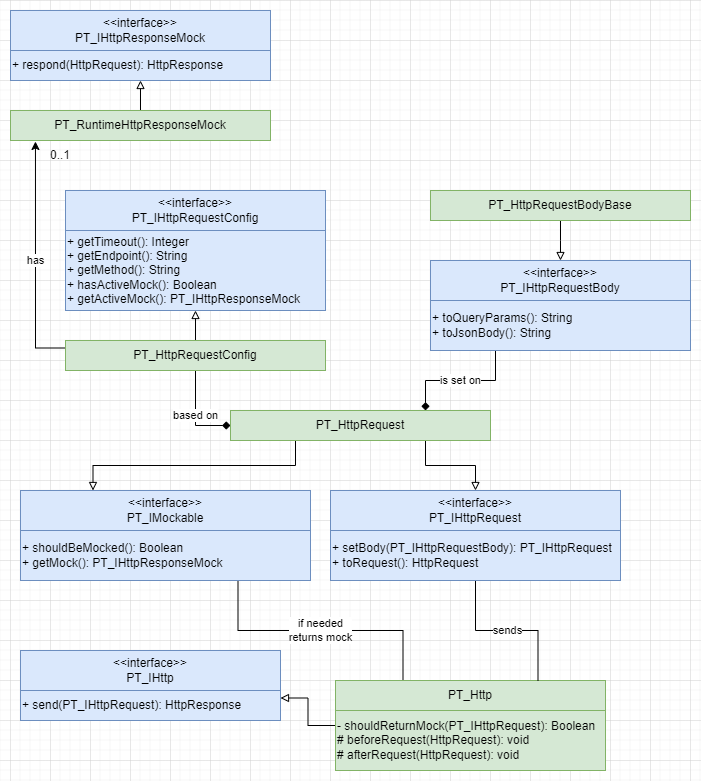 <<interface>>
PT_IHttpResponseMock
+ respond(HttpRequest): HttpResponse
PT_RuntimeHttpResponseMock
0..1
has
<<interface>>
PT_IHttpRequestConfig
+ getTimeout(): Integer
+ getEndpoint(): String
+ getMethod(): String
+ hasActiveMock(): Boolean
+ getActiveMock(): PT_IHttpResponseMock
PT_HttpRequestBodyBase
<<interface>>
PT_IHttpRequestBody
+ toQueryParams(): String
+ toJsonBody(): String
PT_HttpRequestConfig
is set on
based on
PT_HttpRequest
<<interface>>
PT_IMockable
+ shouldBeMocked(): Boolean
+ getMock(): PT_IHttpResponseMock
<<interface>>
PT_IHttpRequest
+ setBody(PT_IHttpRequestBody): PT_IHttpRequest
+ toRequest(): HttpRequest
if needed
returns mock
sends
<<interface>>
PT_IHttp
+ send(PT_IHttpRequest): HttpResponse
PT_Http
- shouldReturnMock(PT_IHttpRequest): Boolean
# beforeRequest(HttpRequest): void
# afterRequest(HttpRequest): void